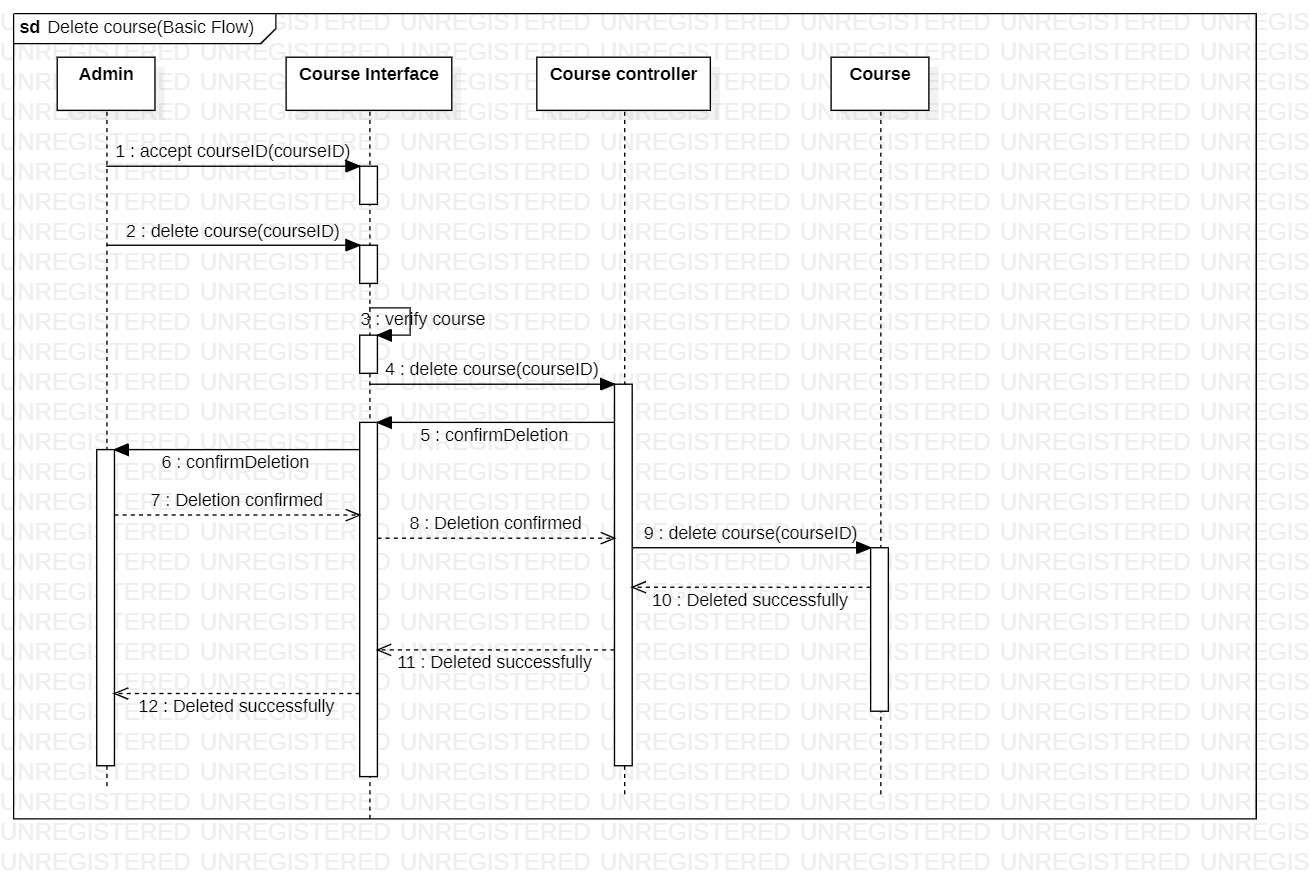 sd Delete course(Basic Flow)
Admin
Course Interface
Course controller
Course
1 : accept courseID(courseID)
2 : delete course(courseID)
3 : verify course
4 : delete course(courseID)
5 : confirmDeletion
6 : confirmDeletion
7 : Deletion confirmed
8 : Deletion confirmed
9 : delete course(courseID)
10 : Deleted successfully
11 : Deleted successfully
12 : Deleted successfully
UNREGISTERED